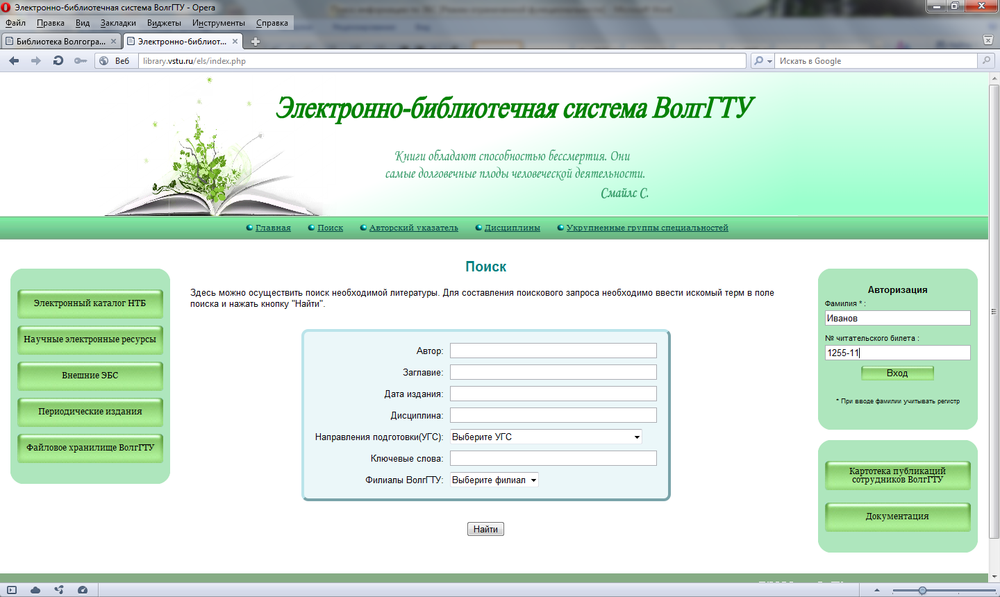 Электронно-библиотечная система ВолгГТУ - Opera
Файл Правка Вид Закладки Виджеты Инструменты Справка
Библиотека Волгогра... Электронно-библиот...
Веб library.vstu.ru/els/index.php Искать в Google
Электронно-библиотечная система ВолгГТУ
Книги обладают способностью бессмертия. Они
самые долговечные плоды человеческой деятельности.
Смайлс С.
Главная Поиск Авторский указатель Дисциплины Укрупненные группы специальностей
Электронный каталог НТБ
Научные электронные ресурсы
Внешние ЭБС
Периодические издания
Файловое хранилище ВолгГТУ
Поиск
Здесь можно осуществить поиск необходимой литературы. Для составления поискового запроса необходимо ввести искомый терм в поле
поиска и нажать кнопку "Найти".
Автор:
Заглавие:
Дата издания:
Дисциплина:
Направления подготовки(УГС): Выберите УГС
Ключевые слова:
Филиалы ВолгГТУ: Выберите филиал
Найти
Авторизация
Фамилия * :
Иванов
№ читательского билета :
1255-11
Вход
* При вводе фамилии учитывать регистр
Картотека публикаций
сотрудников ВолгГТУ
Документация